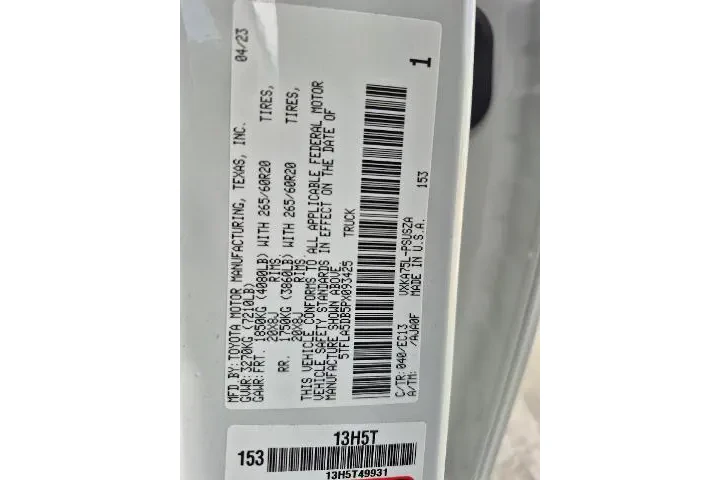 MFD.BY:TOYOTA MOTOR MANUFACTURING, TEXAS, INC. 04/23
GVWR:3270KG (7210LB)
GAWR:FRT. 1850KG (4080LB) WITH 265/60R20 TIRES,
20x8J RIMS.
RR. 1750KG (3860LB) WITH 265/60R20 TIRES,
20x8J RIMS.
THIS VEHICLE CONFORMS TO ALL APPLICABLE FEDERAL MOTOR
VEHICLE SAFETY STANDARDS IN EFFECT ON THE DATE OF
MANUFACTURE SHOWN ABOVE.
5TFLA5DB5PX093425 TRUCK
C/TR:040/EC13 VXKA75L-PSUSZA 153
A/TM: /AJA0F MADE IN U.S.A.
1
13H5T
153
13H5T49931